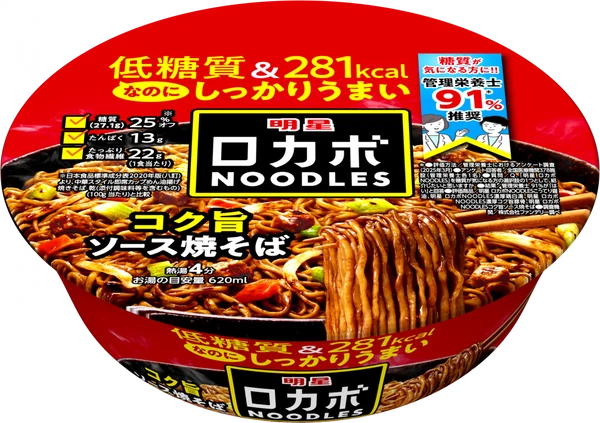 低糖質&281kcal
なのにしっかりうまい
糖質が
気になる方に!!
管理栄養士
91%
推奨
糖質
(27.1g)
25%オフ
※
たんぱく 13g
たっぷり
食物繊維 22g
(1食当たり)
※日本食品標準成分表2020年版(八訂)
より、中華スタイル即席カップめん油揚げ
焼そば 乾(添付調味料等を含むもの)
(100g 当たり)と比較
明星
ロカボ
NOODLES
コク旨
ソース焼そば
熱湯4分
お湯の目安量 620ml
低糖質&281kcal
なのにしっかりうまい
明星
ロカボ
NOODLES
コク旨
ソース焼そば